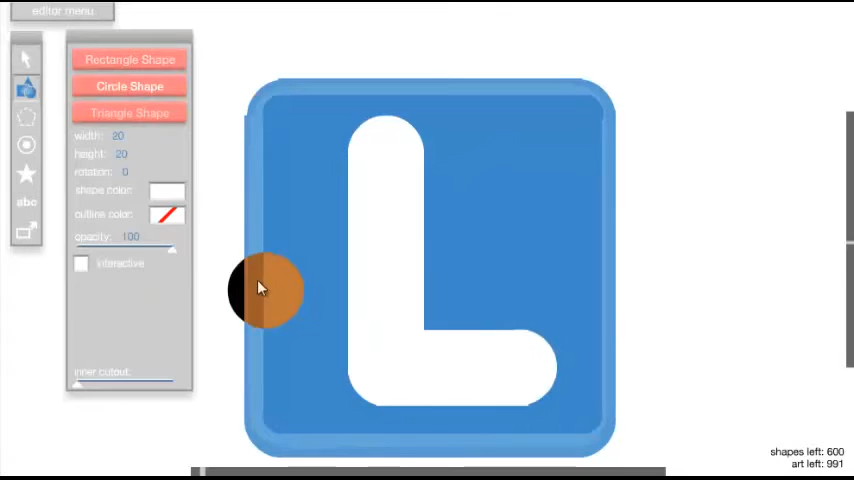 editor menu
Rectangle Shape
Circle Shape
Triangle Shape
width: 20
height: 20
rotation: 0
shape color:
outline color:
opacity: 100
interactive
inner cutout:
abc
L
shapes left: 600
art left: 991